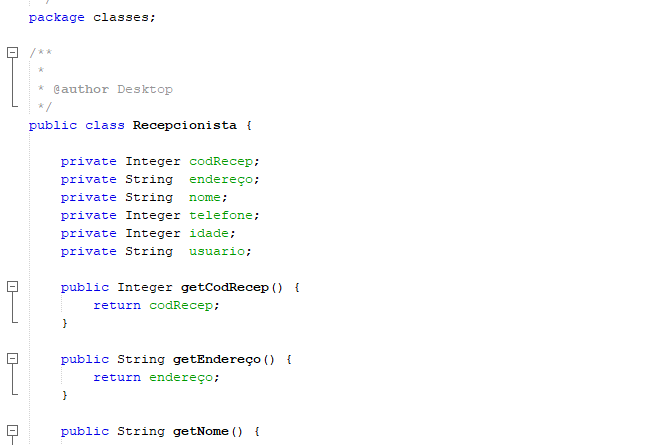 */
package classes;
/**
 *
 * @author Desktop
 */
public class Recepcionista {
    private Integer codRecep;
    private String  endereço;
    private String  nome;
    private Integer telefone;
    private Integer idade;
    private String  usuario;
    public Integer getCodRecep() {
        return codRecep;
    }
    public String getEndereço() {
        return endereço;
    }
    public String getNome() {